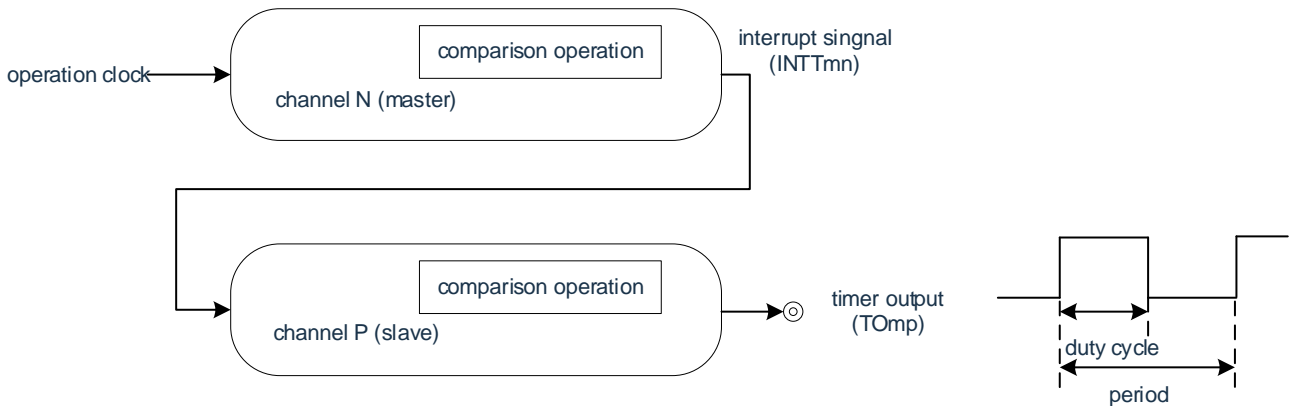 comparison operation
interrupt singnal
(INTTmn)
operation clock
channel N (master)
comparison operation
timer output
(TOmp)
channel P (slave)
duty cycle
period